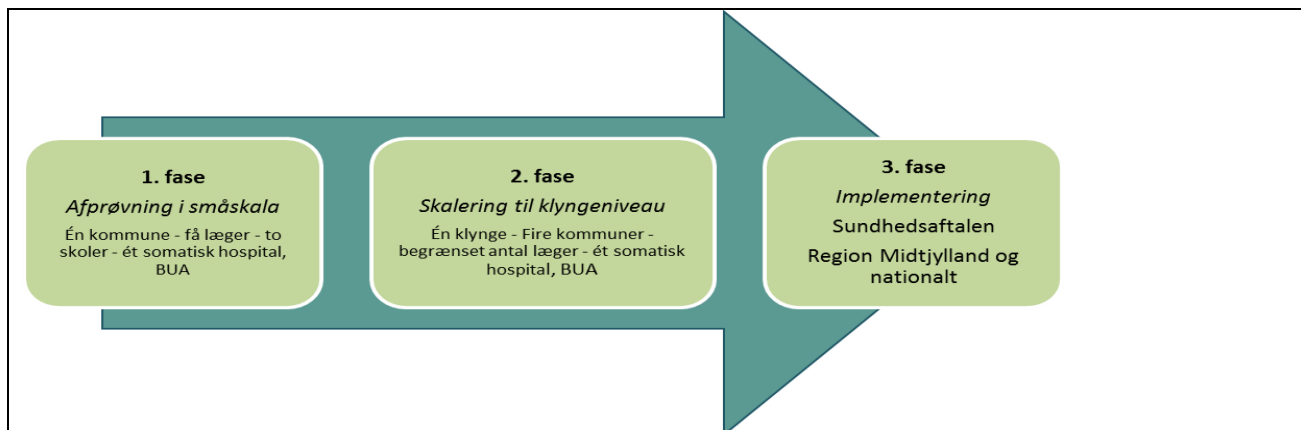 1. fase
Afprøvning i småskala
Én kommune - få læger - to
skoler - ét somatisk hospital,
BUA
2. fase
Skalering til klyngeniveau
Én klynge - Fire kommuner -
begrænset antal læger - ét somatisk
hospital, BUA
3. fase
Implementering
Sundhedsaftalen
Region Midtjylland og
nationalt